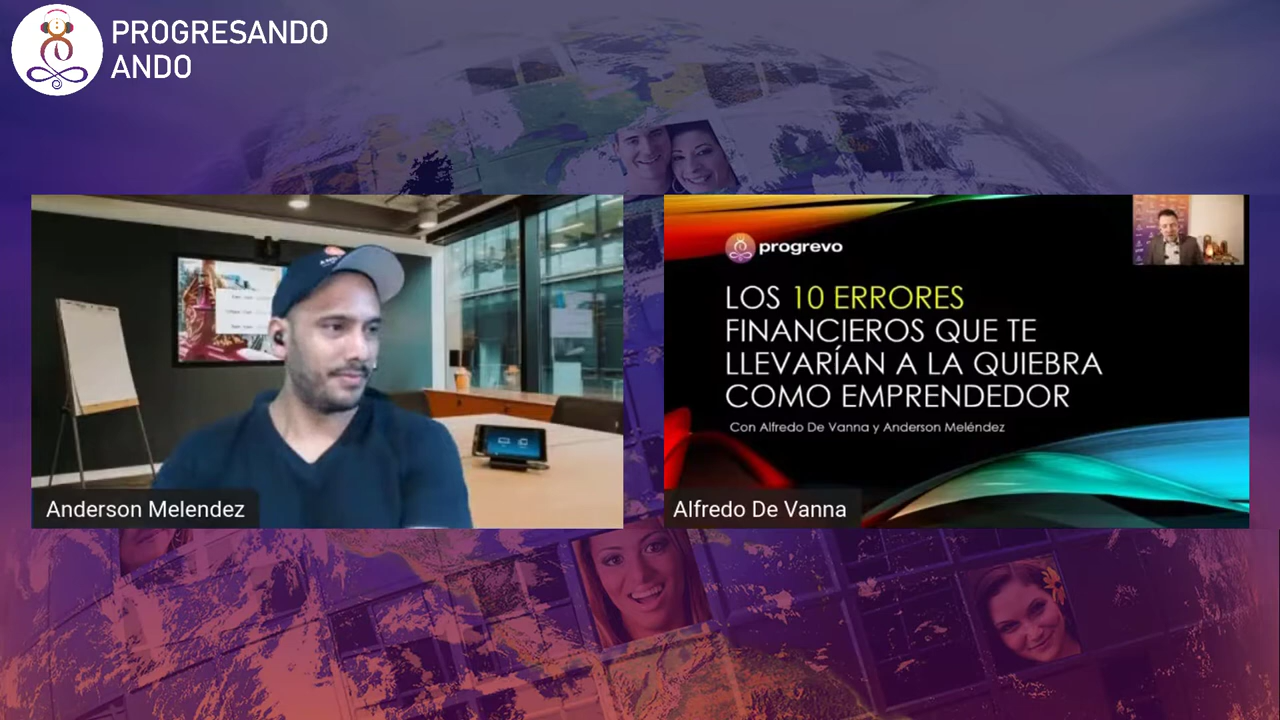 PROGRESANDO
ANDO
progrevo
LOS 10 ERRORES
FINANCIEROS QUE TE
LLEVARÍAN A LA QUIEBRA
COMO EMPRENDEDOR
Con Alfredo De Vanna y Anderson Meléndez
Anderson Melendez
Alfredo De Vanna